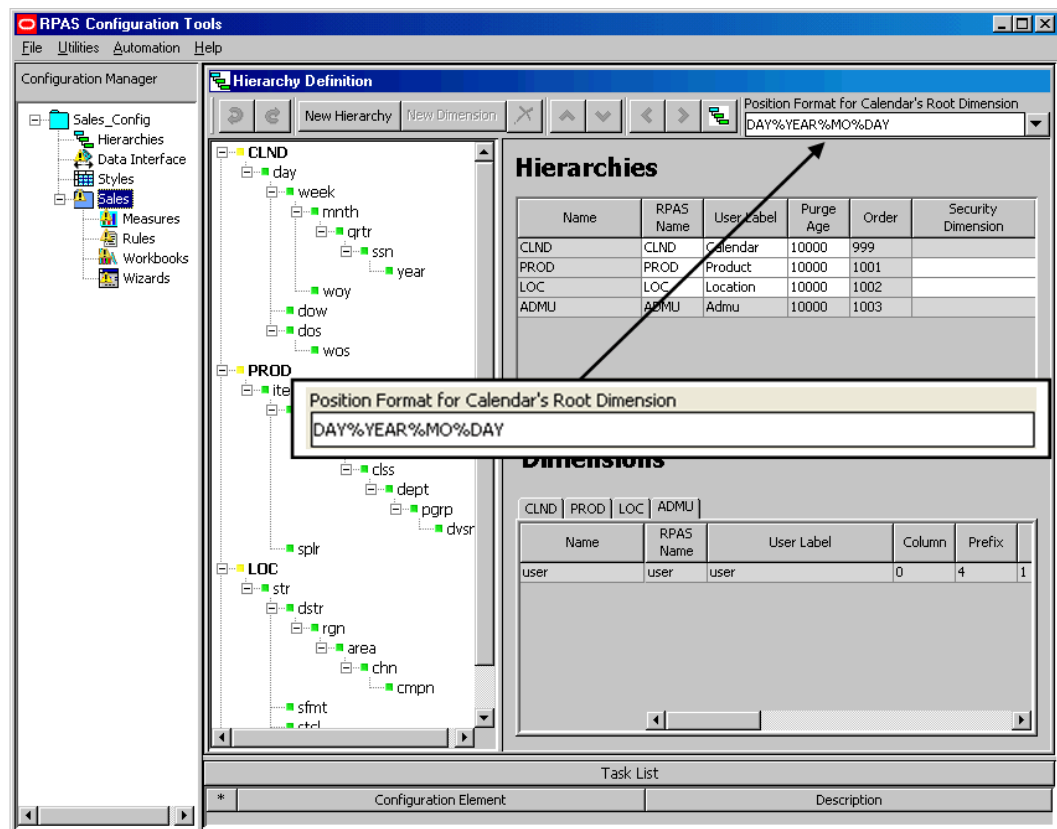 RPAS Configuration Tools
File Utilities Automation Help
Configuration Manager
Sales_Config
Hierarchies
Data Interface
Styles
Sales
Measures
Rules
Workbooks
Wizards
Hierarchy Definition
New Hierarchy
New Dimension
Position Format for Calendar's Root Dimension
DAY%YEAR%MO%DAY
CLND
day
week
mnth
qrtr
ssn
year
woy
dow
dos
wos
PROD
clss
dept
pgrp
dvsr
splr
LOC
str
dstr
rgn
area
chn
cmpn
sfmt
Hierarchies
Name RPAS Name User Label Purge Age Order Security Dimension
CLND CLND Calendar 10000 999
PROD PROD Product 10000 1001
LOC LOC Location 10000 1002
ADMU ADMU Admu 10000 1003
Position Format for Calendar's Root Dimension
DAY%YEAR%MO%DAY
Dimensions
CLND PROD LOC ADMU
Name RPAS Name User Label Column Prefix
user user user 0 4 1
Task List
* Configuration Element Description